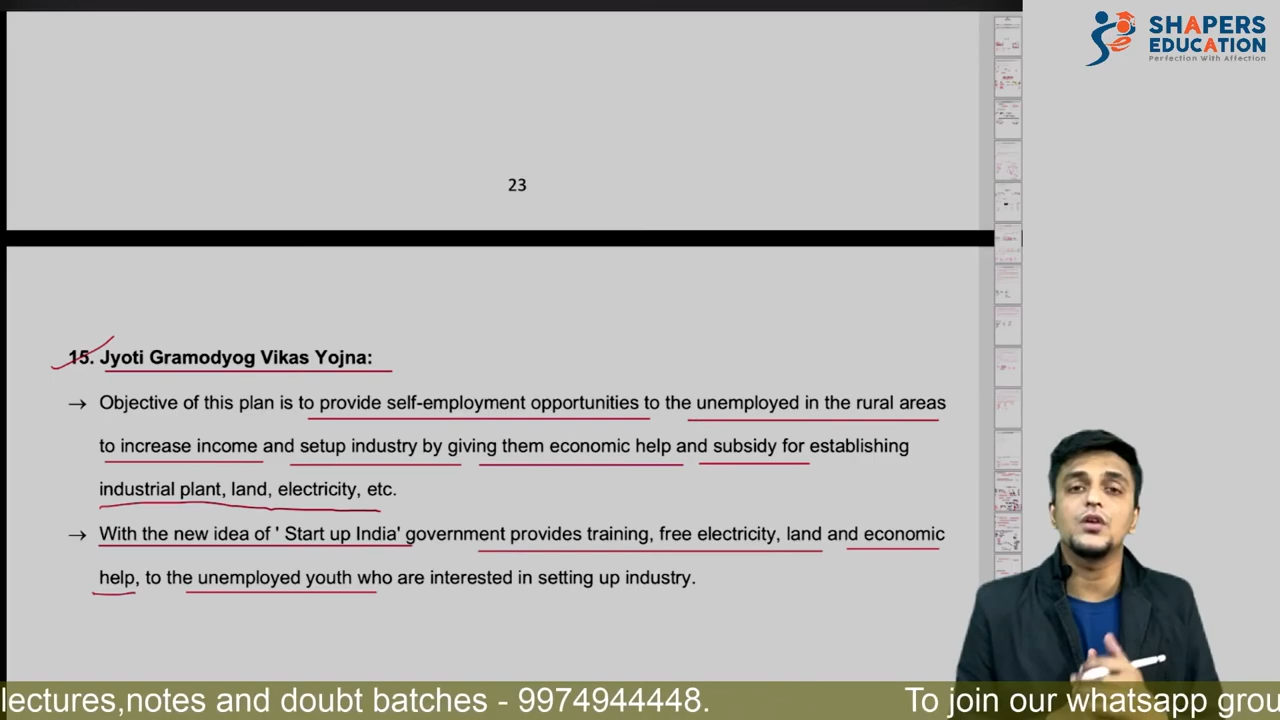 SHAPERS
EDUCATION
Perfection With Affection
23
15. Jyoti Gramodyog Vikas Yojna:
→ Objective of this plan is to provide self-employment opportunities to the unemployed in the rural areas
to increase income and setup industry by giving them economic help and subsidy for establishing
industrial plant, land, electricity, etc.
→ With the new idea of ' Start up India' government provides training, free electricity, land and economic
help, to the unemployed youth who are interested in setting up industry.
lectures,notes and doubt batches - 9974944448. To join our whatsapp grou